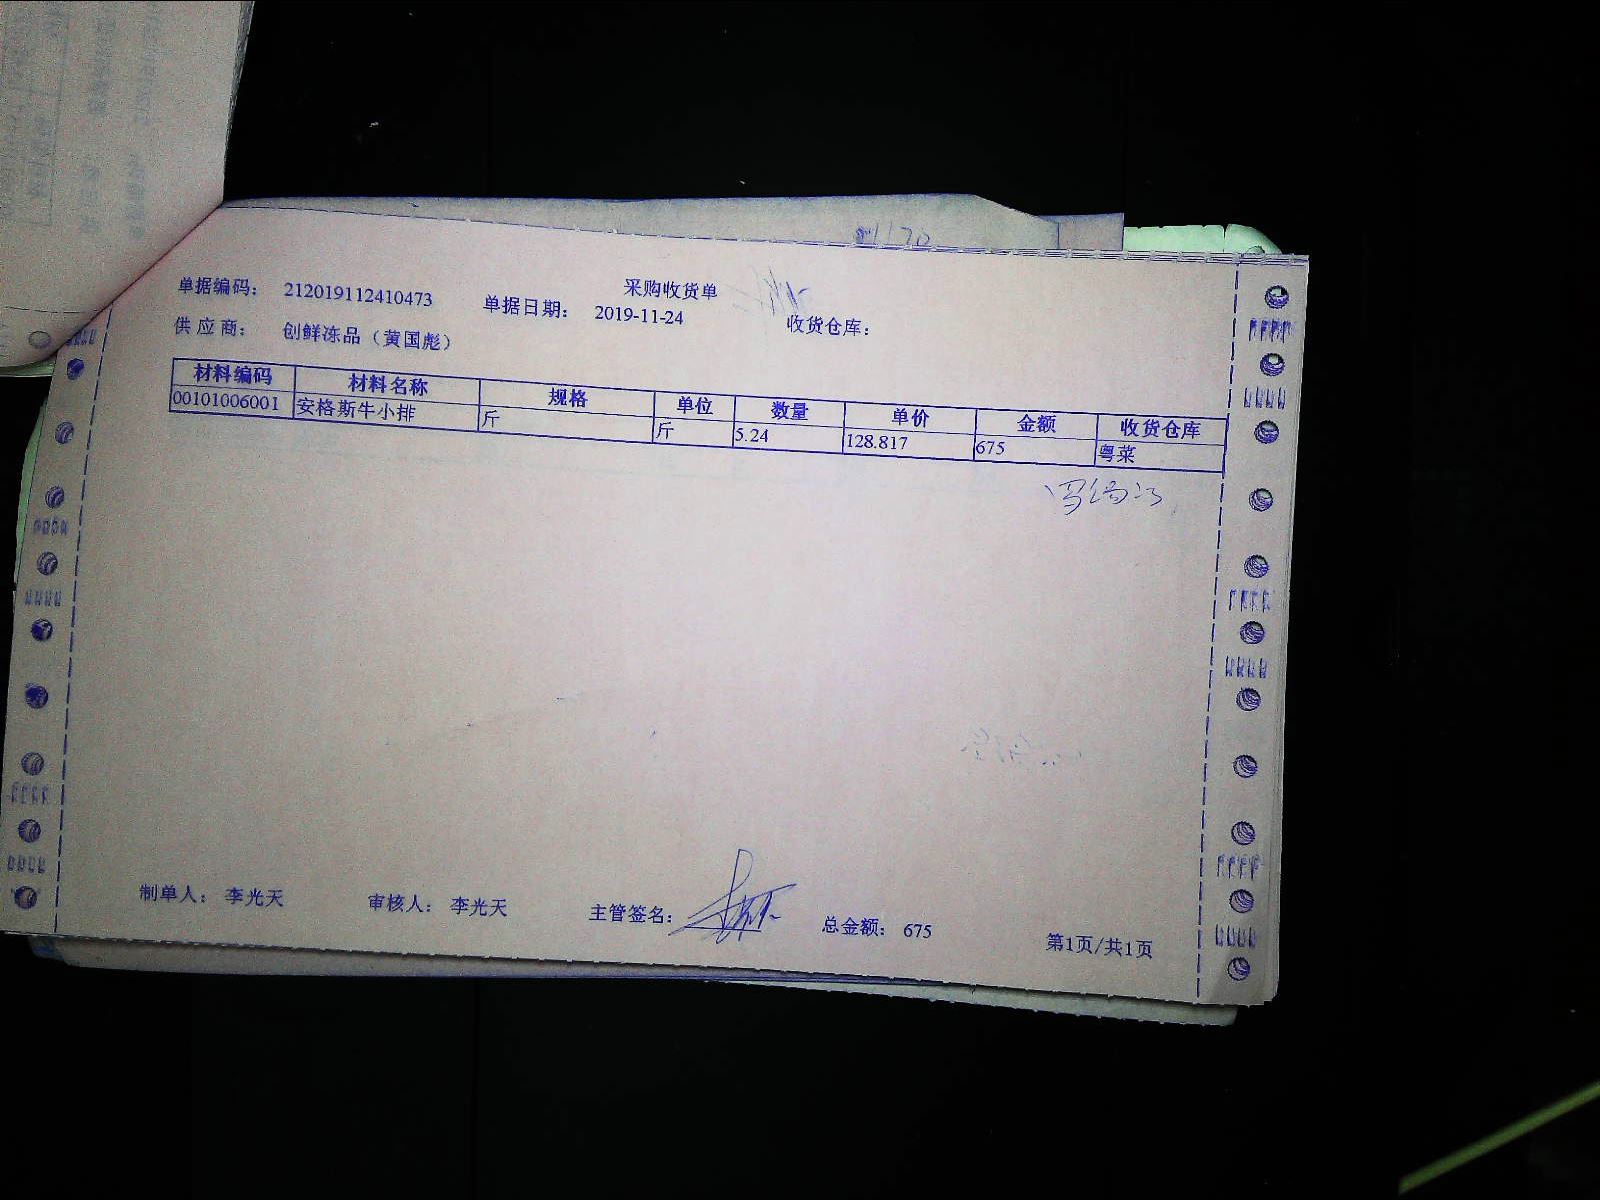 采购收货单
单据编码： 212019112410473 单据日期： 2019-11-24 收货仓库：
供应商： 创鲜冻品（黄国彪）
材料编码 材料名称 规格 单位 数量 单价 金额 收货仓库
00101006001 安格斯牛小排 斤 斤 5.24 128.817 675 粤菜
制单人： 李光天 审核人： 李光天 主管签名： 总金额： 675 第1页/共1页